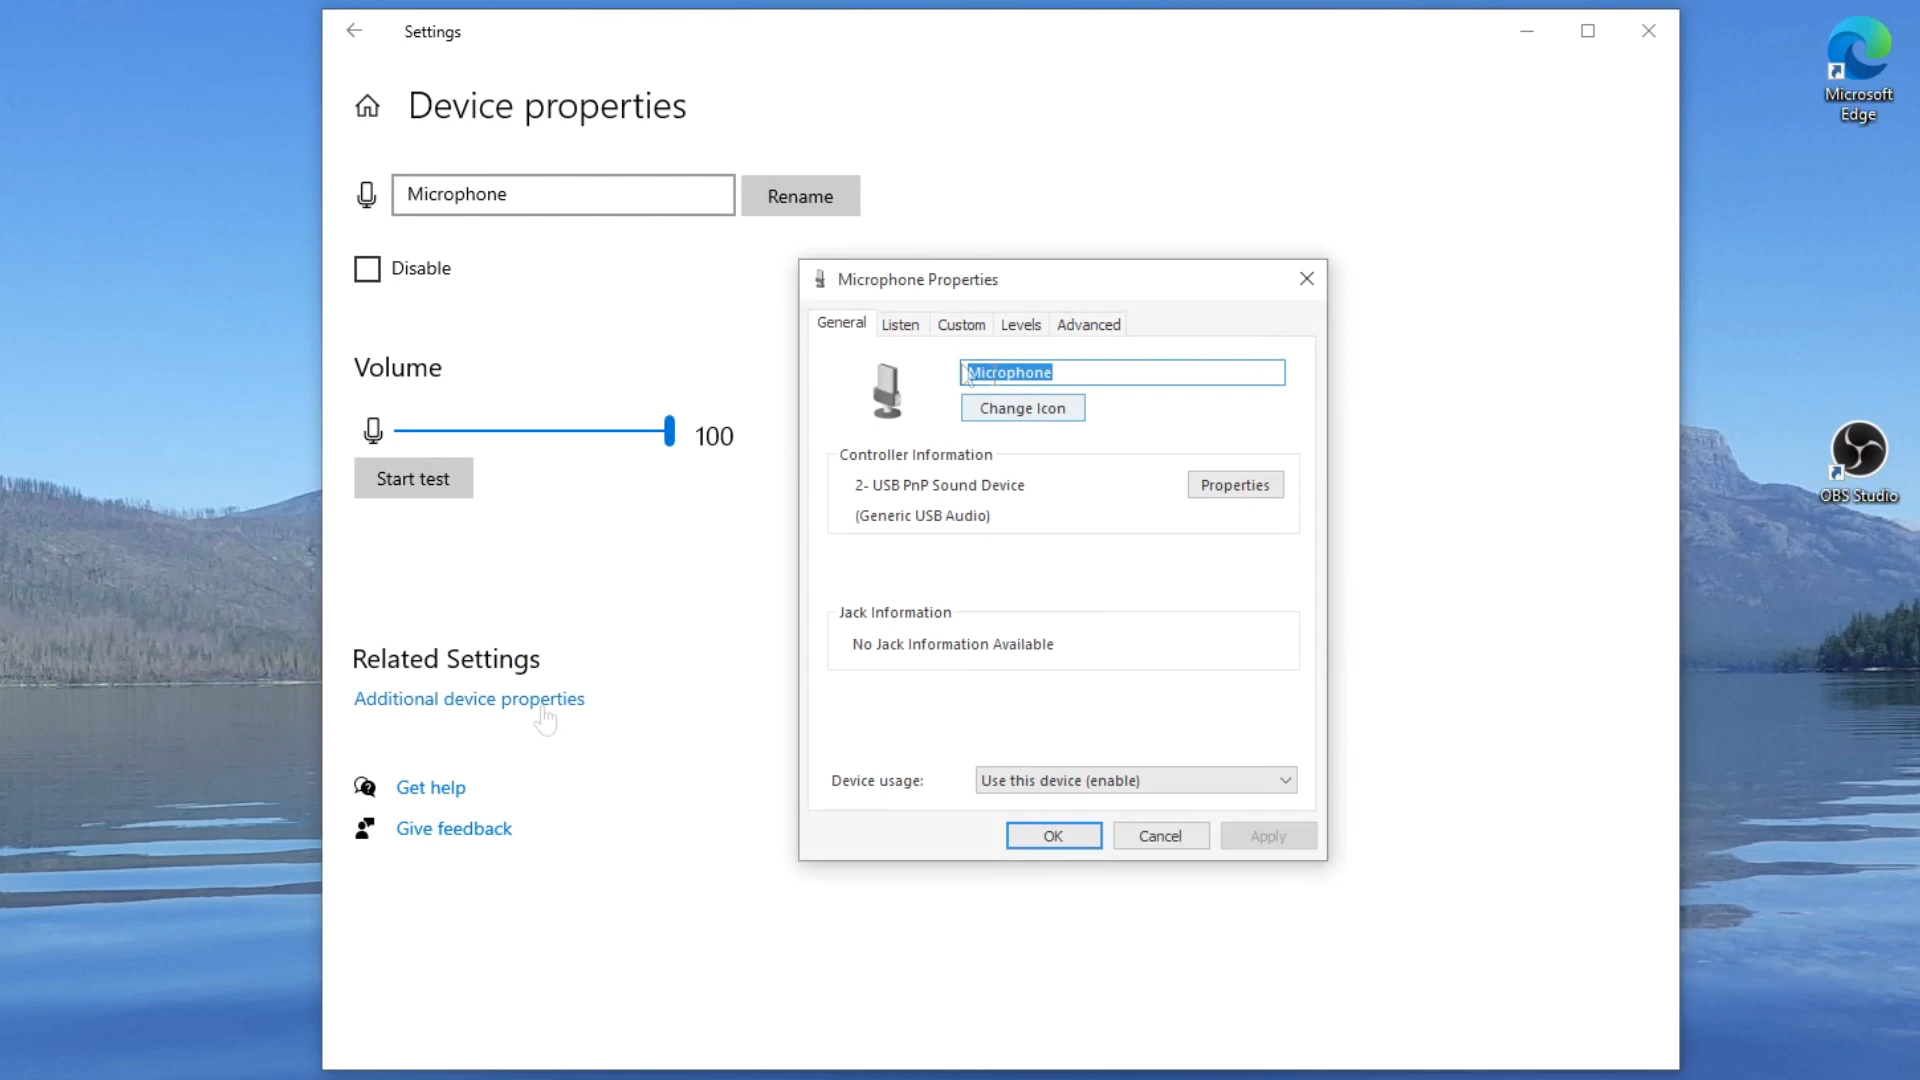 Settings
Device properties
Microphone
Rename
Disable
Volume
100
Start test
Related Settings
Additional device properties
Get help
Give feedback
Microphone Properties
General Listen Custom Levels Advanced
Microphone
Change Icon
Controller Information
2- USB PnP Sound Device
Properties
(Generic USB Audio)
Jack Information
No Jack Information Available
Device usage:
Use this device (enable)
OK
Cancel
Apply
Microsoft
Edge
OBS Studio